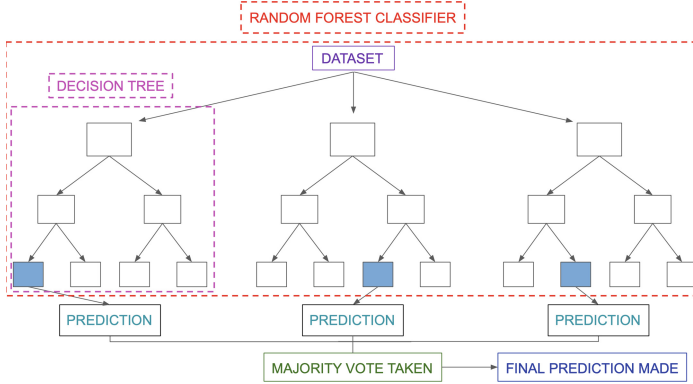 RANDOM FOREST CLASSIFIER
DATASET
DECISION TREE
PREDICTION
PREDICTION
PREDICTION
MAJORITY VOTE TAKEN
FINAL PREDICTION MADE